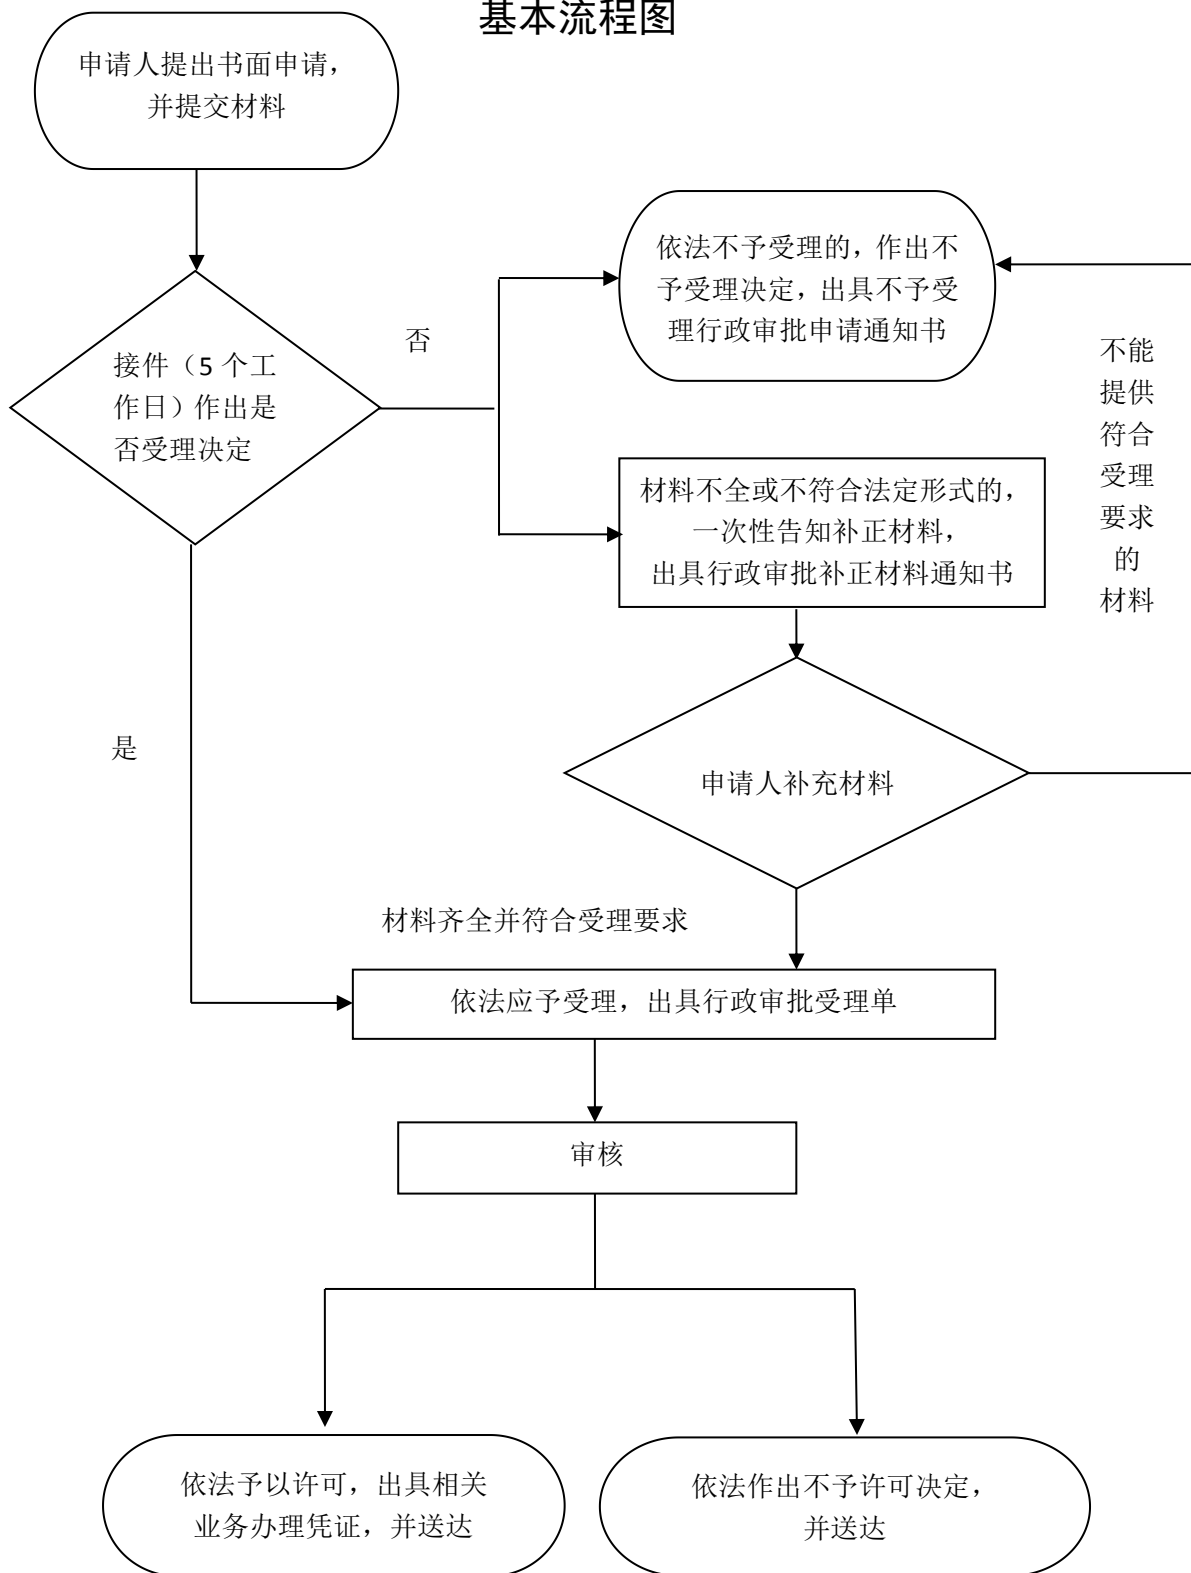 基本流程图
申请人提出书面申请，
并提交材料
依法不予受理的，作出不
予受理决定，出具不予受
理行政审批申请通知书
否
接件（5 个工
作日）作出是
否受理决定
不能
提供
符合
受理
要求
的
材料
材料不全或不符合法定形式的，
一次性告知补正材料，
出具行政审批补正材料通知书
是
申请人补充材料
材料齐全并符合受理要求
依法应予受理，出具行政审批受理单
审核
依法予以许可，出具相关
业务办理凭证，并送达
依法作出不予许可决定，
并送达